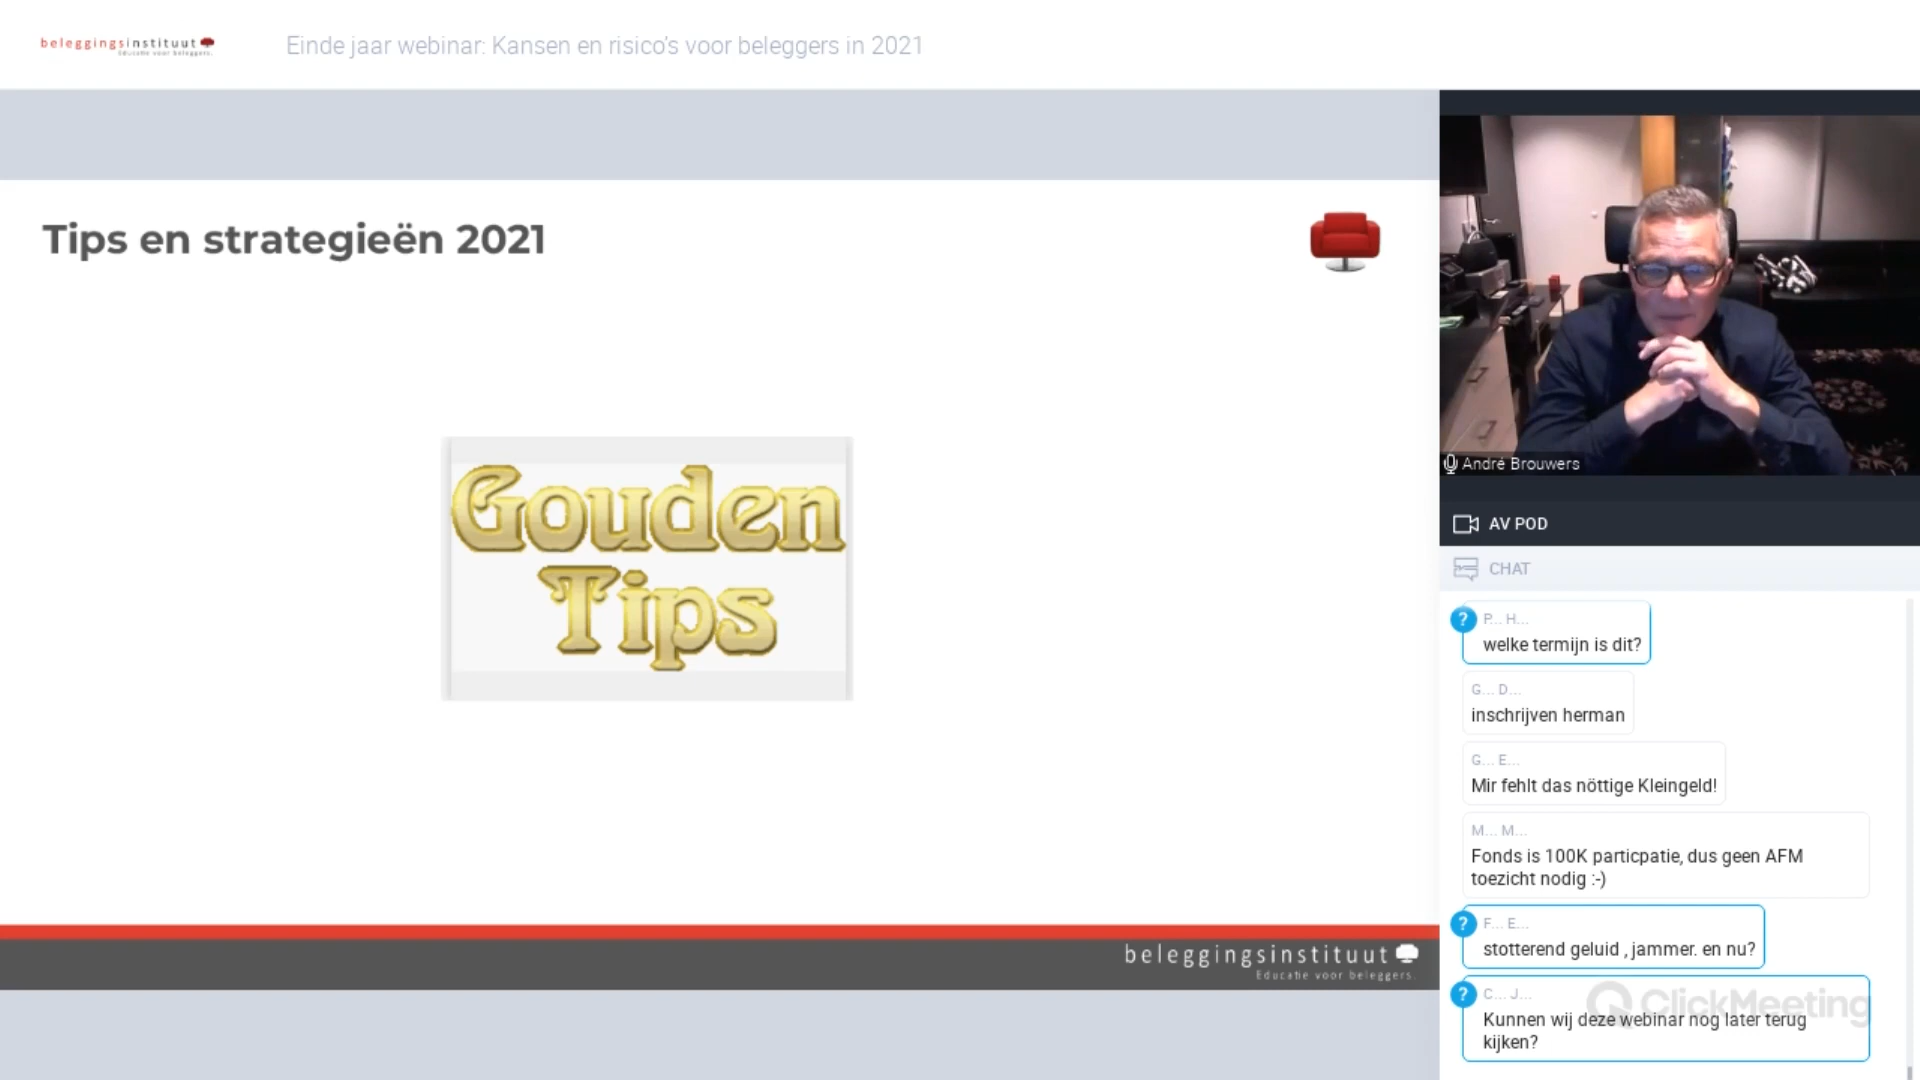 beleggingsinstituut
Educatie voor beleggers.
Einde jaar webinar: Kansen en risico's voor beleggers in 2021
Tips en strategieën 2021
Gouden
Tips
beleggingsinstituut
Educatie voor beleggers.
André Brouwers
AV POD
CHAT
? P... H...
welke termijn is dit?
G... D...
inschrijven herman
G... E...
Mir fehlt das nöttige Kleingeld!
M... M...
Fonds is 100K particpatie, dus geen AFM
toezicht nodig :-)
? F... E...
stotterend geluid , jammer. en nu?
? C... J...
Kunnen wij deze webinar nog later terug
kijken?
ClickMeeting